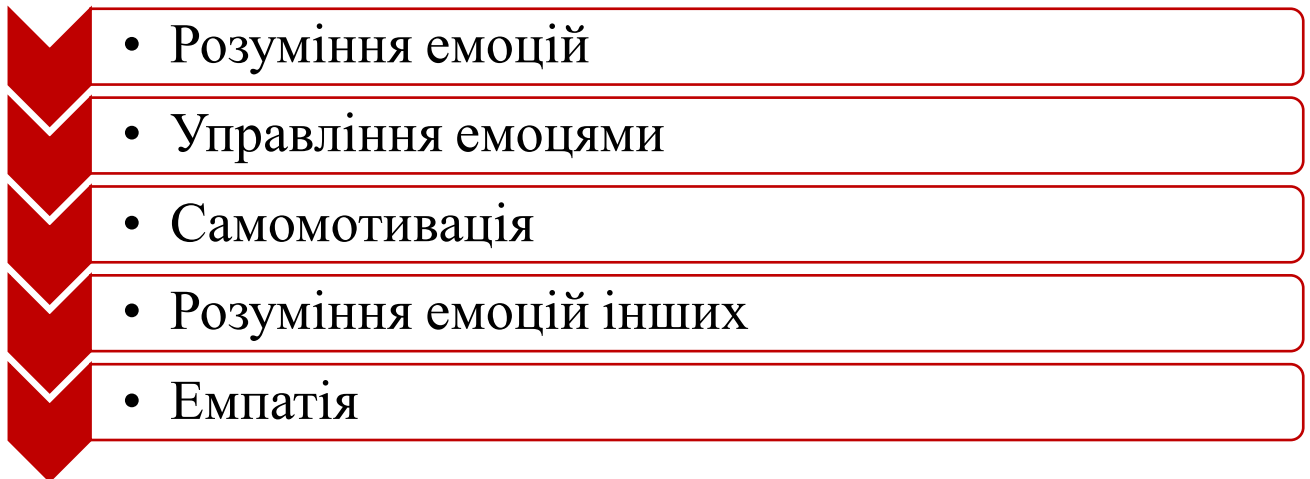 • Розуміння емоцій
• Управління емоцями
• Самомотивація
• Розуміння емоцій інших
• Емпатія